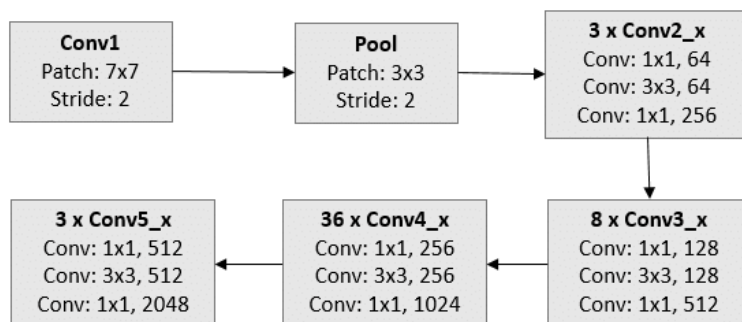 Conv1
Patch: 7x7
Stride: 2
Pool
Patch: 3x3
Stride: 2
3 x Conv2_x
Conv: 1x1, 64
Conv: 3x3, 64
Conv: 1x1, 256
8 x Conv3_x
Conv: 1x1, 128
Conv: 3x3, 128
Conv: 1x1, 512
36 x Conv4_x
Conv: 1x1, 256
Conv: 3x3, 256
Conv: 1x1, 1024
3 x Conv5_x
Conv: 1x1, 512
Conv: 3x3, 512
Conv: 1x1, 2048